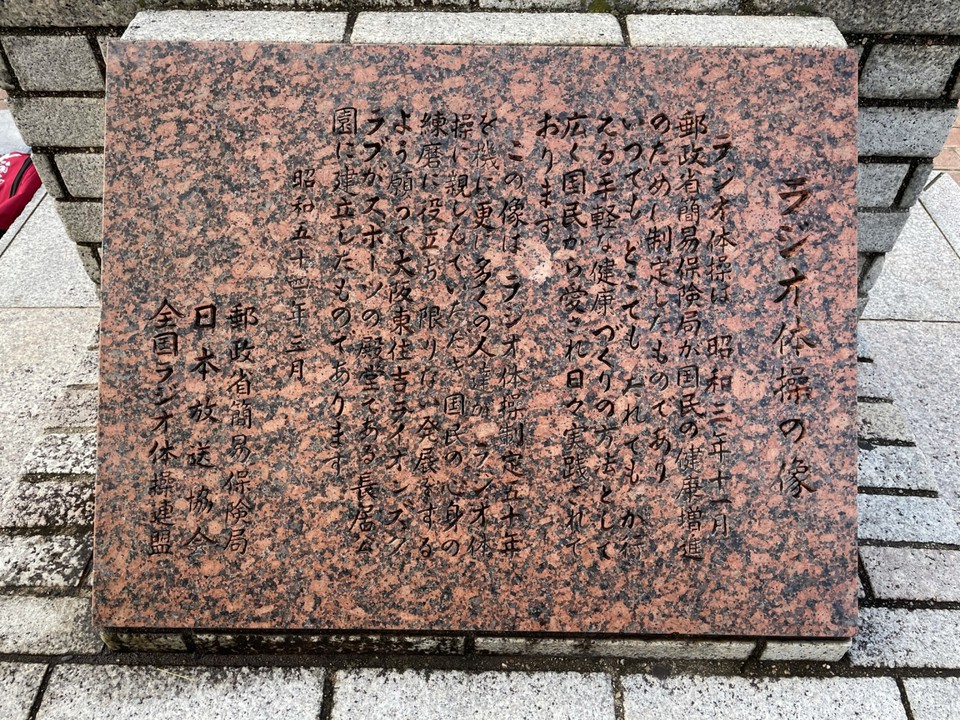 ラジオ体操の像
ラジオ体操は 昭和三年十一月
郵政省簡易保険局が国民の健康増進
のために制定したものであり
いつでも どこでも だれでも が行
える手軽な健康づくりの方法として
広く国民から愛され日々実践されて
おります
この像は ラジオ体操制定五十年
を機に更に多くの人達が ラジオ体
操に親しんでいただき 国民の心身の
練磨に役立ち 限りない発展をする
よう願って大阪東住吉ライオンズク
ラブがスポーツの殿堂である長居公
園に建立したものであります
昭和五十四年三月
郵政省簡易保険局
日本放送協会
全国ラジオ体操連盟